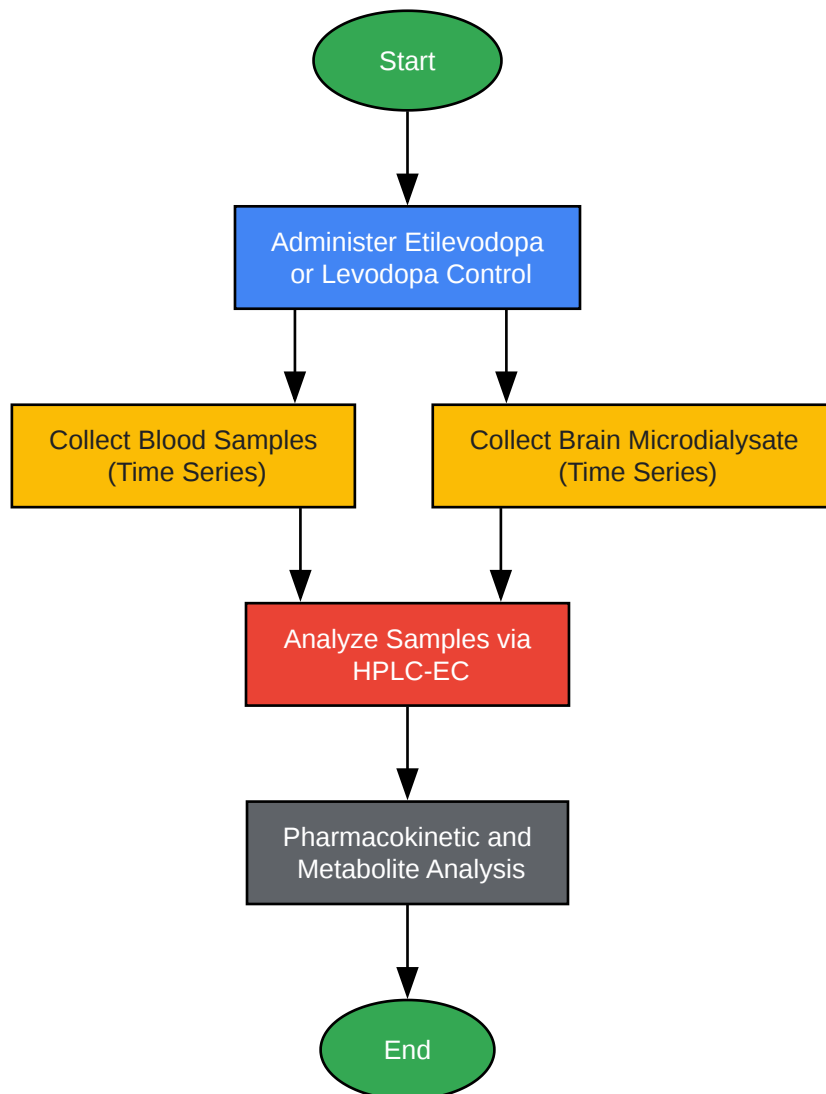 Start
Administer Etilevodopa
or Levodopa Control
Collect Blood Samples
(Time Series)
Collect Brain Microdialysate
(Time Series)
Analyze Samples via
HPLC-EC
Pharmacokinetic and
Metabolite Analysis
End